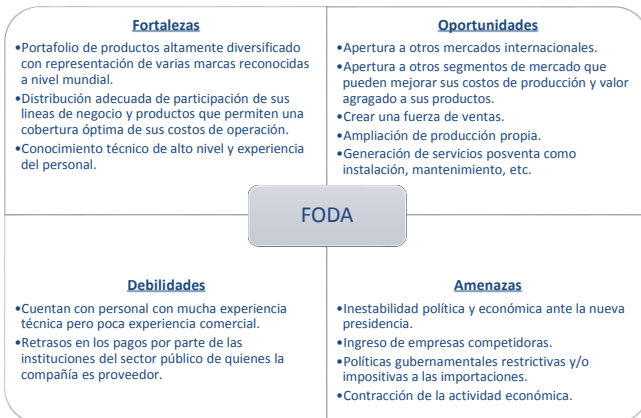 Fortalezas
•Portafolio de productos altamente diversificado
con representación de varias marcas reconocidas
a nivel mundial.
•Distribución adecuada de participación de sus
lineas de negocio y productos que permiten una
cobertura óptima de sus costos de operación.
•Conocimiento técnico de alto nivel y experiencia
del personal.
Oportunidades
•Apertura a otros mercados internacionales.
•Apertura a otros segmentos de mercado que
pueden mejorar sus costos de producción y valor
agragado a sus productos.
•Crear una fuerza de ventas.
•Ampliación de producción propia.
•Generación de servicios posventa como
instalación, mantenimiento, etc.
FODA
Debilidades
•Cuentan con personal con mucha experiencia
técnica pero poca experiencia comercial.
•Retrasos en los pagos por parte de las
instituciones del sector público de quienes la
compañía es proveedor.
Amenazas
•Inestabilidad política y económica ante la nueva
presidencia.
•Ingreso de empresas competidoras.
•Políticas gubernamentales restrictivas y/o
impositivas a las importaciones.
•Contracción de la actividad económica.